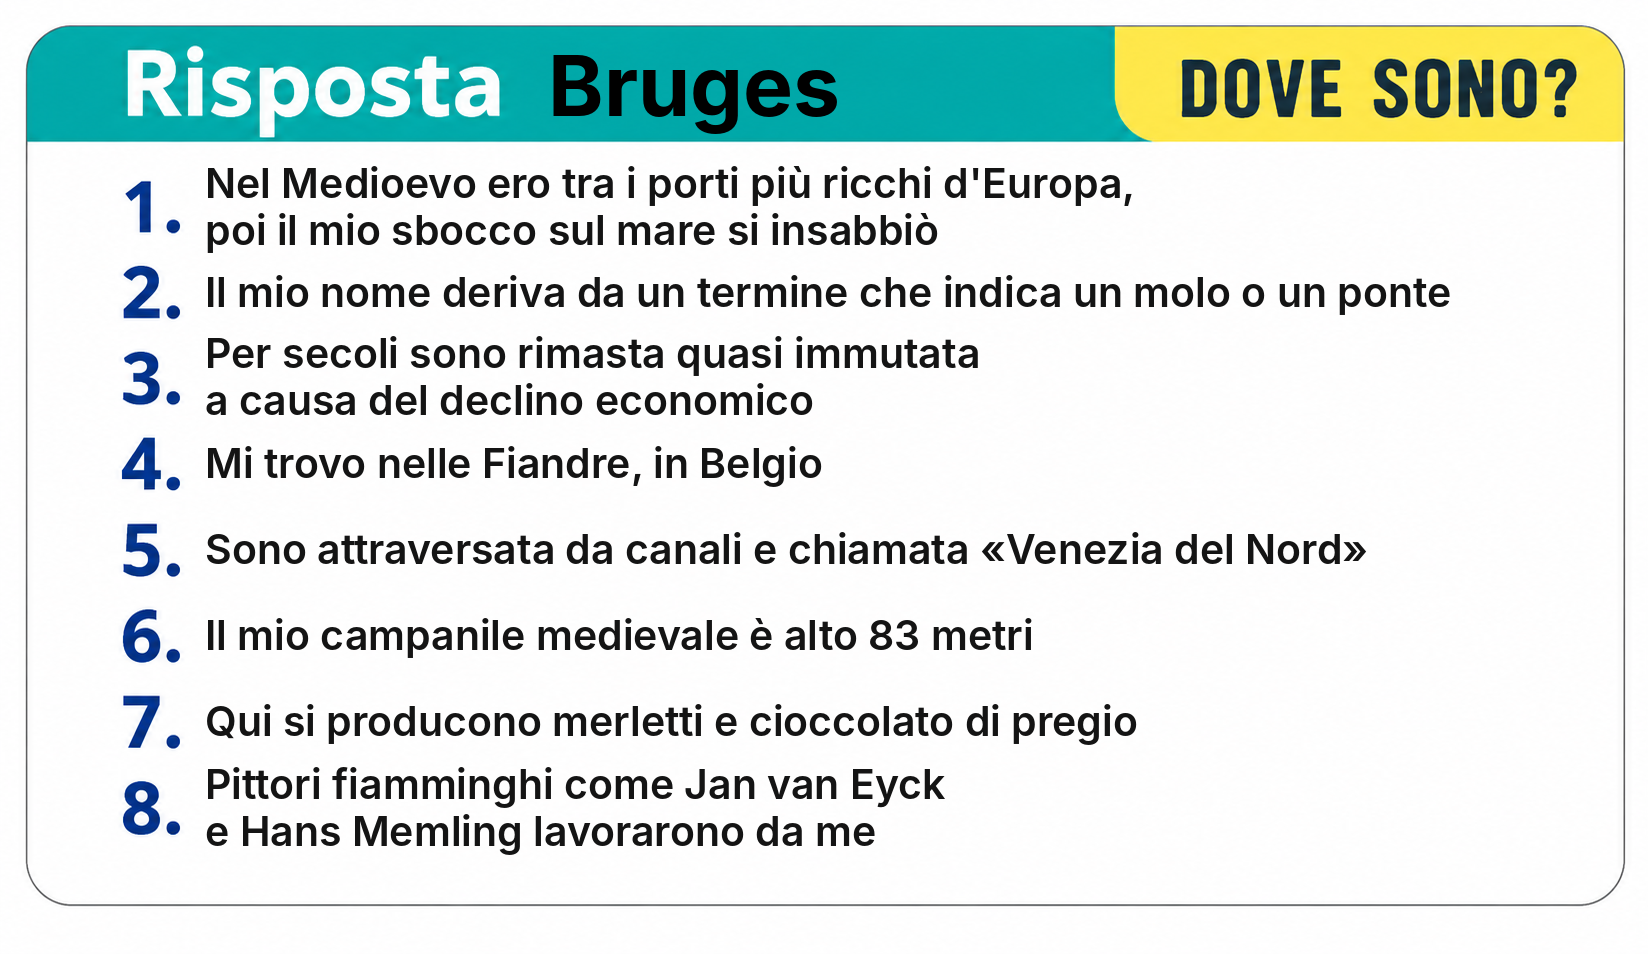 Risposta Bruges
DOVE SONO?
1. Nel Medioevo ero tra i porti più ricchi d'Europa,
poi il mio sbocco sul mare si insabbiò
2. Il mio nome deriva da un termine che indica un molo o un ponte
3. Per secoli sono rimasta quasi immutata
a causa del declino economico
4. Mi trovo nelle Fiandre, in Belgio
5. Sono attraversata da canali e chiamata «Venezia del Nord»
6. Il mio campanile medievale è alto 83 metri
7. Qui si producono merletti e cioccolato di pregio
8. Pittori fiamminghi come Jan van Eyck
e Hans Memling lavorarono da me